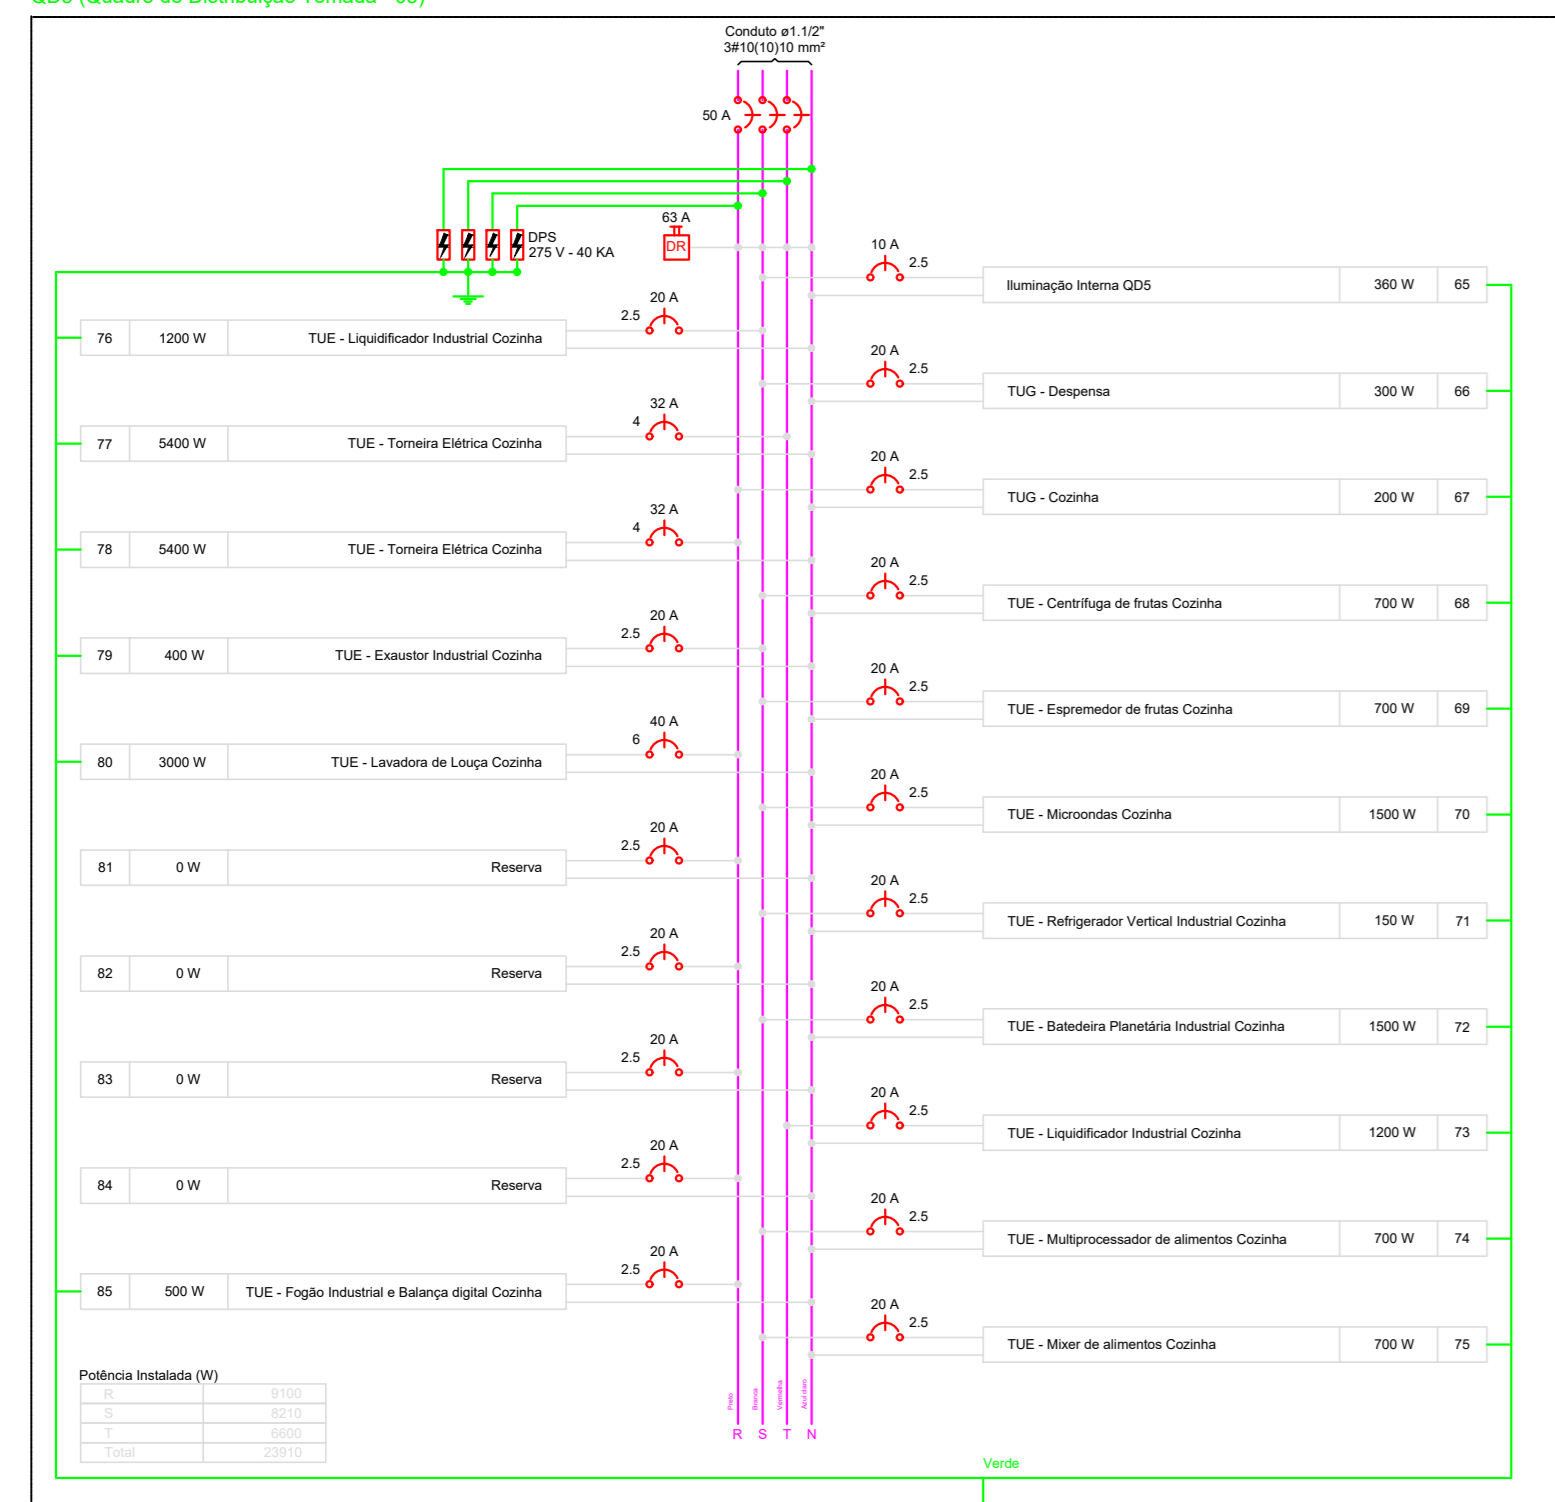 Conduto ø1.1/2"
3#10(10)10 mm²
50 A
DPS
275 V - 40 KA
63 A
DR
10 A
2.5
Iluminação Interna QD5 360 W 65
20 A
2.5
76 1200 W TUE - Liquidificador Industrial Cozinha
20 A
2.5
TUG - Despensa 300 W 66
32 A
4
77 5400 W TUE - Torneira Elétrica Cozinha
20 A
2.5
TUG - Cozinha 200 W 67
32 A
4
78 5400 W TUE - Torneira Elétrica Cozinha
20 A
2.5
TUE - Centrífuga de frutas Cozinha 700 W 68
20 A
2.5
79 400 W TUE - Exaustor Industrial Cozinha
20 A
2.5
TUE - Espremedor de frutas Cozinha 700 W 69
40 A
6
80 3000 W TUE - Lavadora de Louça Cozinha
20 A
2.5
TUE - Microondas Cozinha 1500 W 70
20 A
2.5
81 0 W Reserva
20 A
2.5
TUE - Refrigerador Vertical Industrial Cozinha 150 W 71
20 A
2.5
82 0 W Reserva
20 A
2.5
TUE - Batedeira Planetária Industrial Cozinha 1500 W 72
20 A
2.5
83 0 W Reserva
20 A
2.5
TUE - Liquidificador Industrial Cozinha 1200 W 73
20 A
2.5
84 0 W Reserva
20 A
2.5
TUE - Multiprocessador de alimentos Cozinha 700 W 74
20 A
2.5
85 500 W TUE - Fogão Industrial e Balança digital Cozinha
20 A
2.5
TUE - Mixer de alimentos Cozinha 700 W 75
Potência Instalada (W)
R 9100
S 8210
T 6600
Total 23910
Preto
Branca
Vermelha
Azul claro
R S T N
Verde